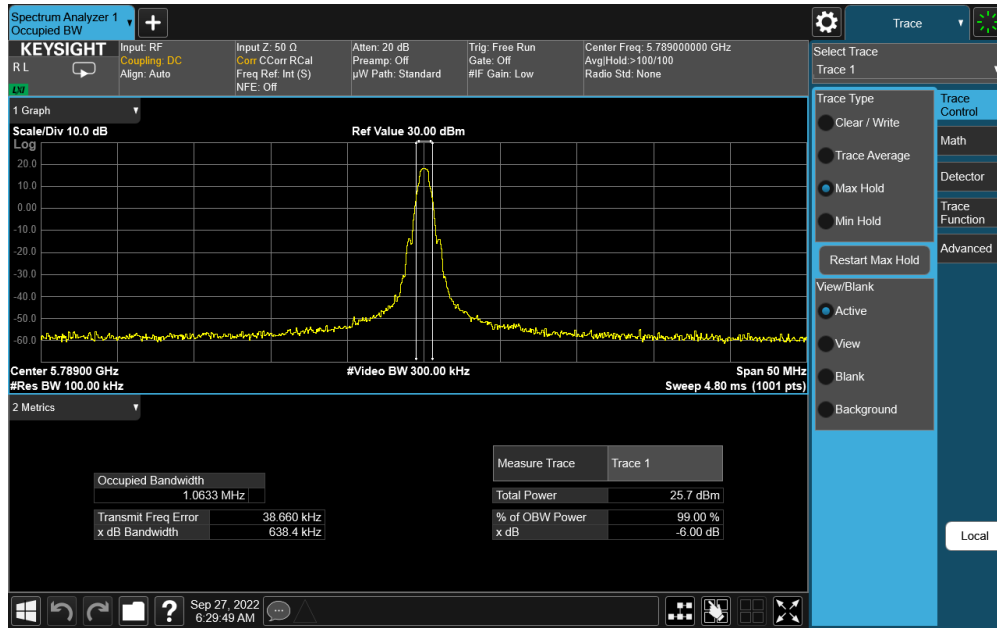 Spectrum Analyzer 1
Occupied BW
Trace
KEYSIGHT
R L
LXI
Input: RF
Coupling: DC
Align: Auto
Input Z: 50 Ω
Corr CCorr RCal
Freq Ref: Int (S)
NFE: Off
Atten: 20 dB
Preamp: Off
µW Path: Standard
Trig: Free Run
Gate: Off
#IF Gain: Low
Center Freq: 5.789000000 GHz
Avg|Hold:>100/100
Radio Std: None
Select Trace
Trace 1
1 Graph
Scale/Div 10.0 dB
Ref Value 30.00 dBm
Log
20.0
10.0
0.00
-10.0
-20.0
-30.0
-40.0
-50.0
-60.0
Center 5.78900 GHz
#Video BW 300.00 kHz
Span 50 MHz
#Res BW 100.00 kHz
Sweep 4.80 ms (1001 pts)
2 Metrics
Occupied Bandwidth
1.0633 MHz
Transmit Freq Error 38.660 kHz
x dB Bandwidth 638.4 kHz
Measure Trace Trace 1
Total Power 25.7 dBm
% of OBW Power 99.00 %
x dB -6.00 dB
Trace Type
Clear / Write
Trace Average
Max Hold
Min Hold
Restart Max Hold
View/Blank
Active
View
Blank
Background
Trace
Control
Math
Detector
Trace
Function
Advanced
Local
?
Sep 27, 2022
6:29:49 AM